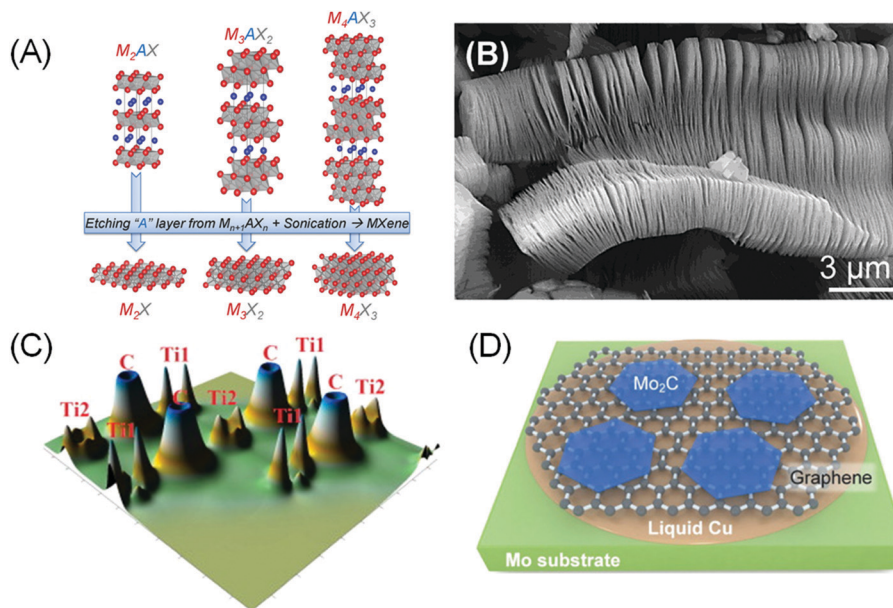 (A)
M₂AX
M₃AX₂
M₄AX₃
Etching “A” layer from Mₙ₊₁AXₙ + Sonication → MXene
M₂X
M₃X₂
M₄X₃
(B)
3 μm
(C)
C
Ti1
C
Ti1
Ti2
C
Ti2
Ti1
C
Ti2
Ti1
(D)
Mo₂C
Graphene
Liquid Cu
Mo substrate